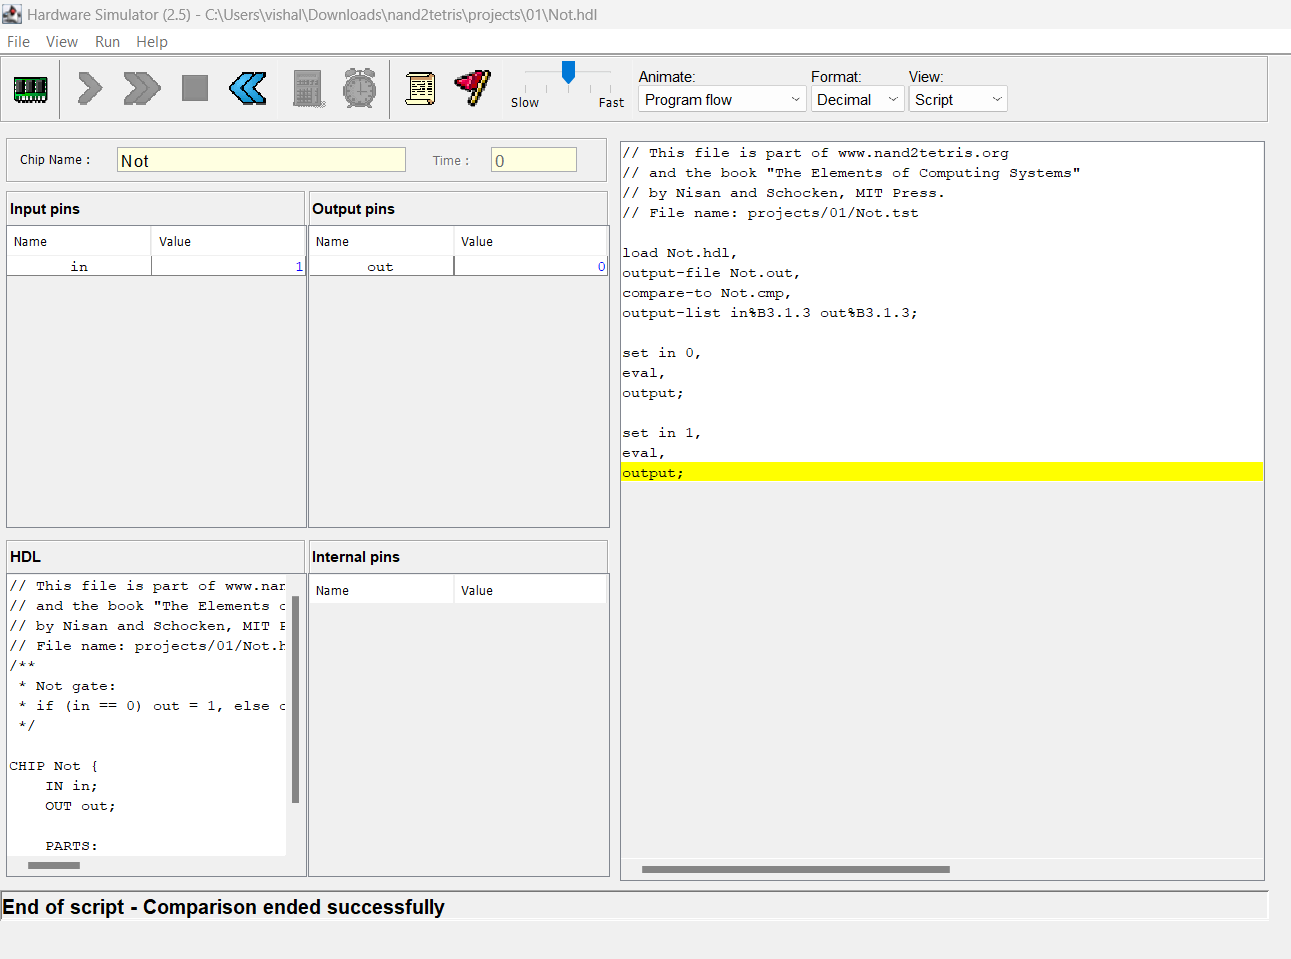 Hardware Simulator (2.5) - C:\Users\vishal\Downloads\nand2tetris\projects\01\Not.hdl
File View Run Help
Slow Fast
Animate: Format: View:
Program flow Decimal Script
Chip Name : Not Time : 0
Input pins
Name Value
in 1
Output pins
Name Value
out 0
HDL
// This file is part of www.nan
// and the book "The Elements
// by Nisan and Schocken, MIT
// File name: projects/01/Not.h
/**
 * Not gate:
 * if (in == 0) out = 1, else
 */
CHIP Not {
IN in;
OUT out;
PARTS:
Internal pins
Name Value
// This file is part of www.nand2tetris.org
// and the book "The Elements of Computing Systems"
// by Nisan and Schocken, MIT Press.
// File name: projects/01/Not.tst
load Not.hdl,
output-file Not.out,
compare-to Not.cmp,
output-list in%B3.1.3 out%B3.1.3;
set in 0,
eval,
output;
set in 1,
eval,
output;
End of script - Comparison ended successfully